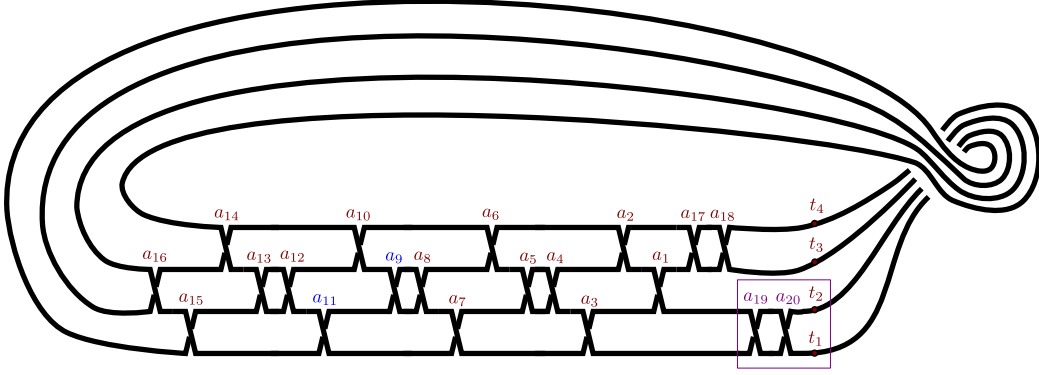 t₄
a₁₄ a₁₀ a₆ a₂ a₁₇ a₁₈
t₃
a₁₆ a₁₃ a₁₂ a₉ a₈ a₅ a₄ a₁
t₂
a₁₅ a₁₁ a₇ a₃ a₁₉ a₂₀
t₁